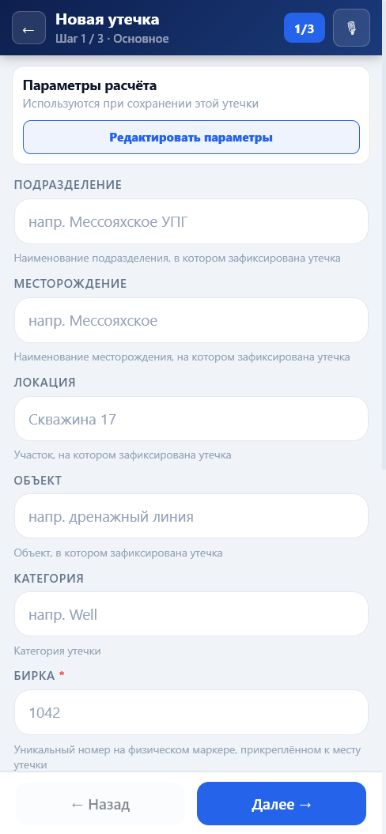 ← Новая утечка
Шаг 1 / 3 · Основное
1/3
Параметры расчёта
Используются при сохранении этой утечки
Редактировать параметры
ПОДРАЗДЕЛЕНИЕ
напр. Мессояхское УПГ
Наименование подразделения, в котором зафиксирована утечка
МЕСТОРОЖДЕНИЕ
напр. Мессояхское
Наименование месторождения, на котором зафиксирована утечка
ЛОКАЦИЯ
Скважина 17
Участок, на котором зафиксирована утечка
ОБЪЕКТ
напр. дренажный линия
Объект, в котором зафиксирована утечка
КАТЕГОРИЯ
напр. Well
Категория утечки
БИРКА *
1042
Уникальный номер на физическом маркере, прикреплённом к месту
утечки
← Назад
Далее →